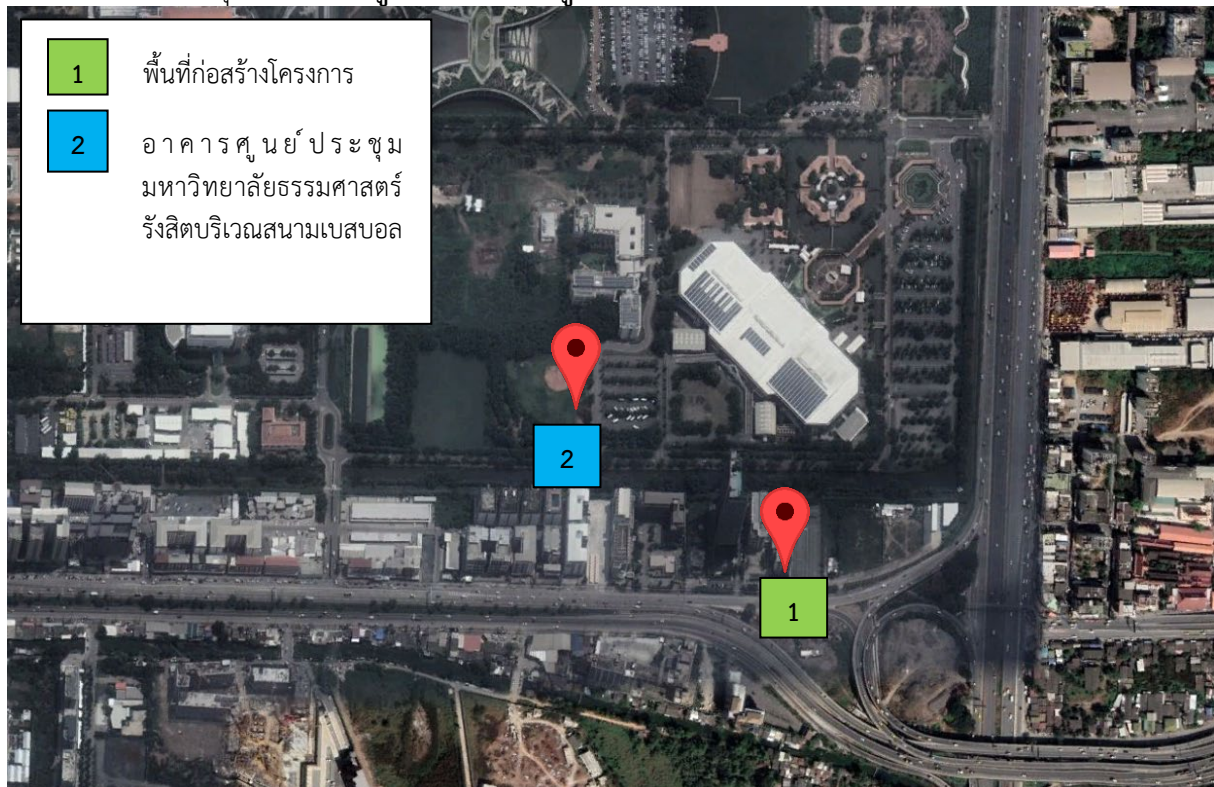 1 พื้นที่ก่อสร้างโครงการ
2 อาคารศูนย์ประชุม
มหาวิทยาลัยธรรมศาสตร์
รังสิตบริเวณสนามเบสบอล
2
1